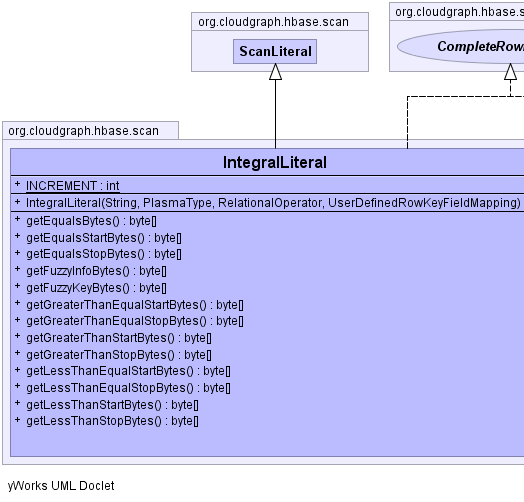 org.cloudgraph.hbase.scan
ScanLiteral
org.cloudgraph.hbase.s
org.cloudgraph.hbase.scan
IntegralLiteral
+ INCREMENT : int
+ IntegralLiteral(String, PlasmaType, RelationalOperator, UserDefinedRowKeyFieldMapping)
+ getEqualsBytes() : byte[]
+ getEqualsStartBytes() : byte[]
+ getEqualsStopBytes() : byte[]
+ getFuzzyInfoBytes() : byte[]
+ getFuzzyKeyBytes() : byte[]
+ getGreaterThanEqualStartBytes() : byte[]
+ getGreaterThanEqualStopBytes() : byte[]
+ getGreaterThanStartBytes() : byte[]
+ getGreaterThanStopBytes() : byte[]
+ getLessThanEqualStartBytes() : byte[]
+ getLessThanEqualStopBytes() : byte[]
+ getLessThanStartBytes() : byte[]
+ getLessThanStopBytes() : byte[]
yWorks UML Doclet